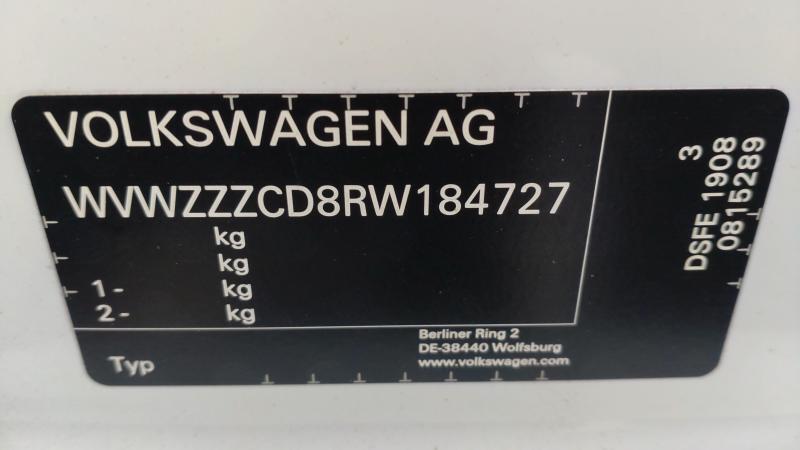 VOLKSWAGEN AG
WVWZZZCD8RW184727
kg
kg
1- kg
2- kg
Typ
Berliner Ring 2
DE-38440 Wolfsburg
www.volkswagen.com
3
DSFE 1908
0815289